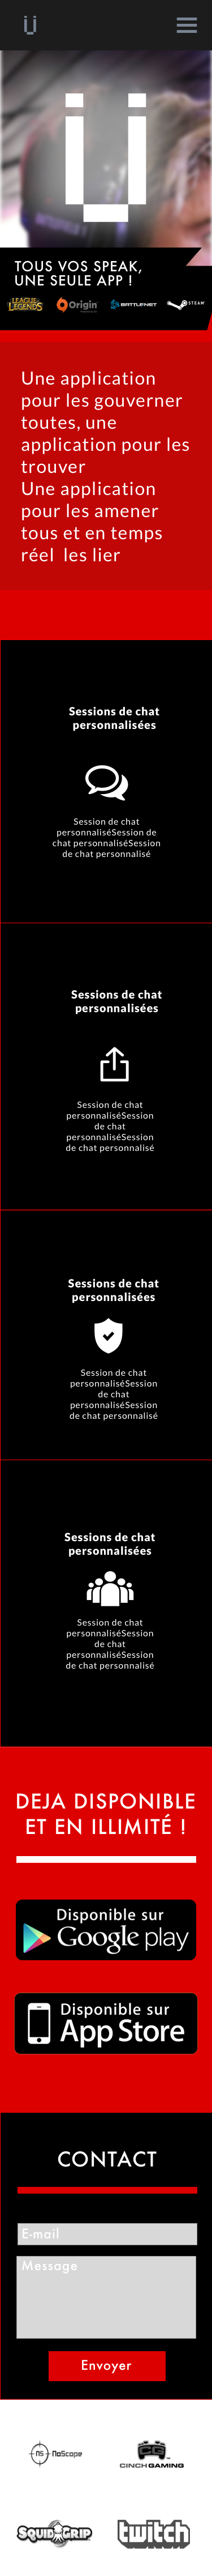 TOUS VOS SPEAK,
UNE SEULE APP !
LEAGUE OF LEGENDS Origin BATTLE.NET STEAM
Une application
pour les gouverner
toutes, une
application pour les
trouver
Une application
pour les amener
tous et en temps
réel les lier
Sessions de chat
personnalisées
Session de chat
personnaliséSession de
chat personnaliséSession
de chat personnalisé
Sessions de chat
personnalisées
Session de chat
personnaliséSession
de chat
personnaliséSession
de chat personnalisé
Sessions de chat
personnalisées
Session de chat
personnaliséSession
de chat
personnaliséSession
de chat personnalisé
Sessions de chat
personnalisées
Session de chat
personnaliséSession
de chat
personnaliséSession
de chat personnalisé
DEJA DISPONIBLE
ET EN ILLIMITÉ !
Disponible sur
Google play
Disponible sur
App Store
CONTACT
E-mail
Message
Envoyer
NS NoScope CG CINCH GAMING
SQUIDGRIP twitch